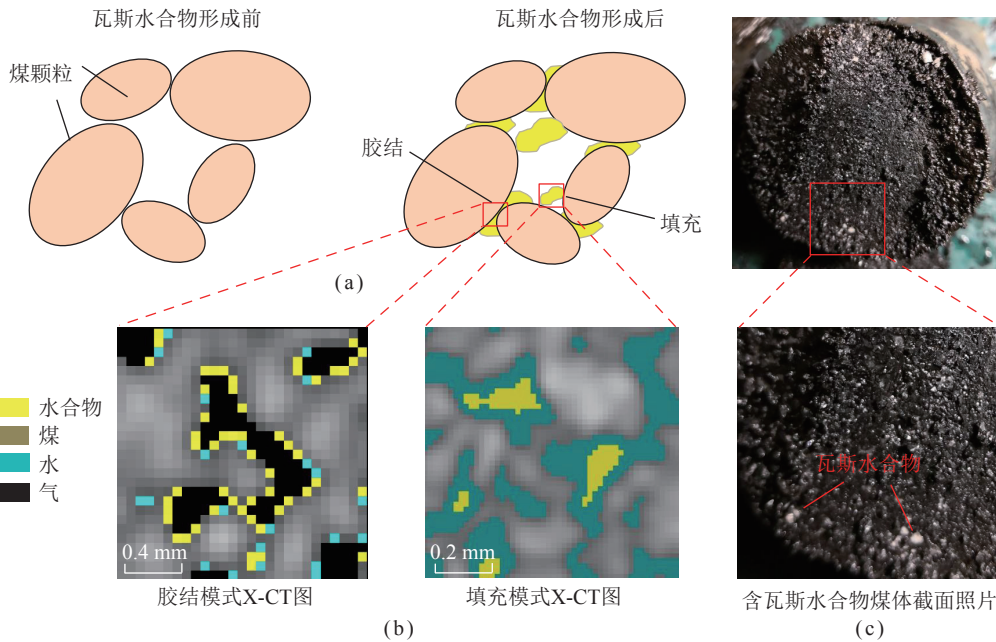 瓦斯水合物形成前
瓦斯水合物形成后
(c)
煤颗粒
胶结
填充
(a)
水合物
煤
水
气
0.4 mm
0.2 mm
瓦斯水合物
胶结模式X-CT图
填充模式X-CT图
含瓦斯水合物煤体截面照片
(b)
(c)